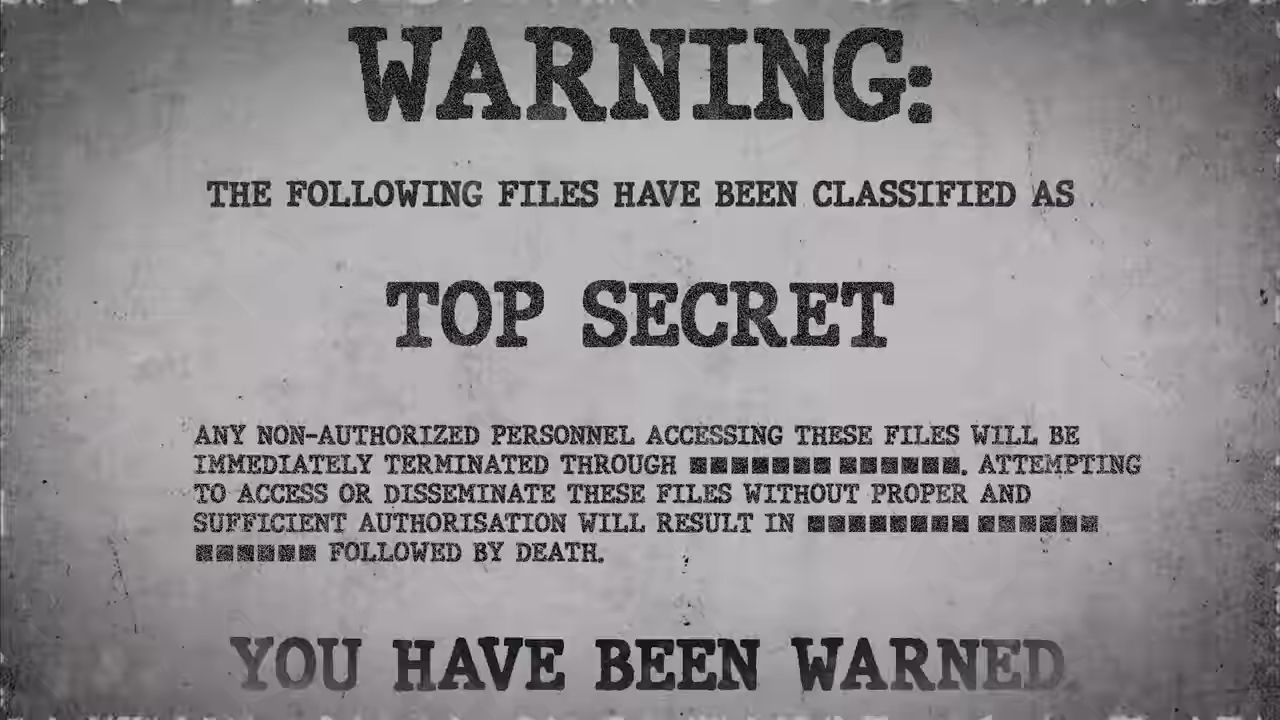 WARNING:
THE FOLLOWING FILES HAVE BEEN CLASSIFIED AS
TOP SECRET
ANY NON-AUTHORIZED PERSONNEL ACCESSING THESE FILES WILL BE
IMMEDIATELY TERMINATED THROUGH ■■■■■■■ ■■■■■■. ATTEMPTING
TO ACCESS OR DISSEMINATE THESE FILES WITHOUT PROPER AND
SUFFICIENT AUTHORISATION WILL RESULT IN ■■■■■■■■ ■■■■■■
■■■■■■ FOLLOWED BY DEATH.
YOU HAVE BEEN WARNED